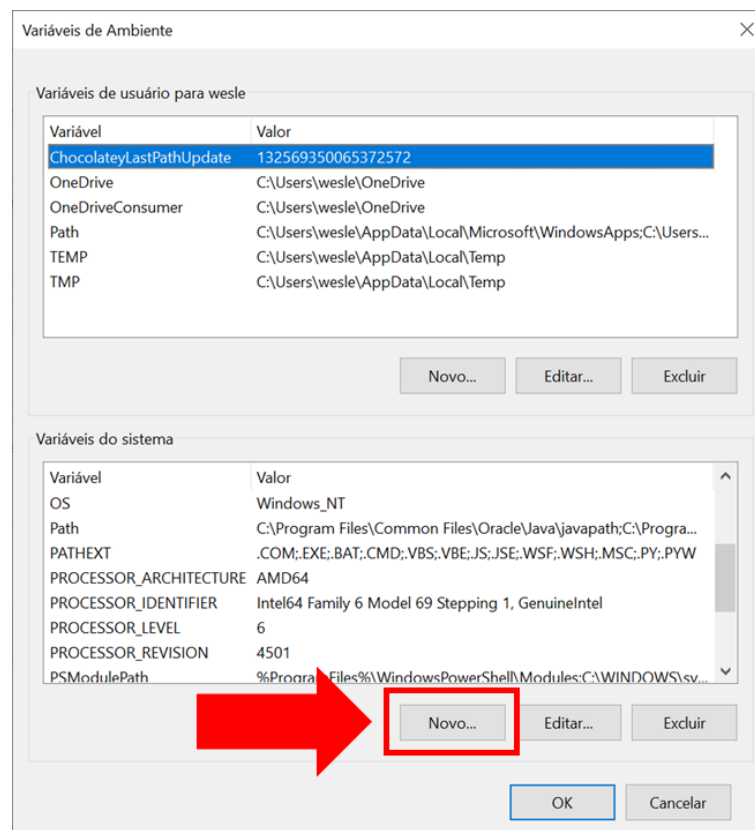 Variáveis de Ambiente
Variáveis de usuário para wesle
Variável Valor
ChocolateyLastPathUpdate 132569350065372572
OneDrive C:\Users\wesle\OneDrive
OneDriveConsumer C:\Users\wesle\OneDrive
Path C:\Users\wesle\AppData\Local\Microsoft\WindowsApps;C:\Users...
TEMP C:\Users\wesle\AppData\Local\Temp
TMP C:\Users\wesle\AppData\Local\Temp
Novo... Editar... Excluir
Variáveis do sistema
Variável Valor
OS Windows_NT
Path C:\Program Files\Common Files\Oracle\Java\javapath;C:\Progra...
PATHEXT .COM;.EXE;.BAT;.CMD;.VBS;.VBE;.JS;.JSE;.WSF;.WSH;.MSC;.PY;.PYW
PROCESSOR_ARCHITECTURE AMD64
PROCESSOR_IDENTIFIER Intel64 Family 6 Model 69 Stepping 1, GenuineIntel
PROCESSOR_LEVEL 6
PROCESSOR_REVISION 4501
PSModulePath %ProgramFiles%\WindowsPowerShell\Modules;C:\WINDOWS\sy...
Novo... Editar... Excluir
OK Cancelar